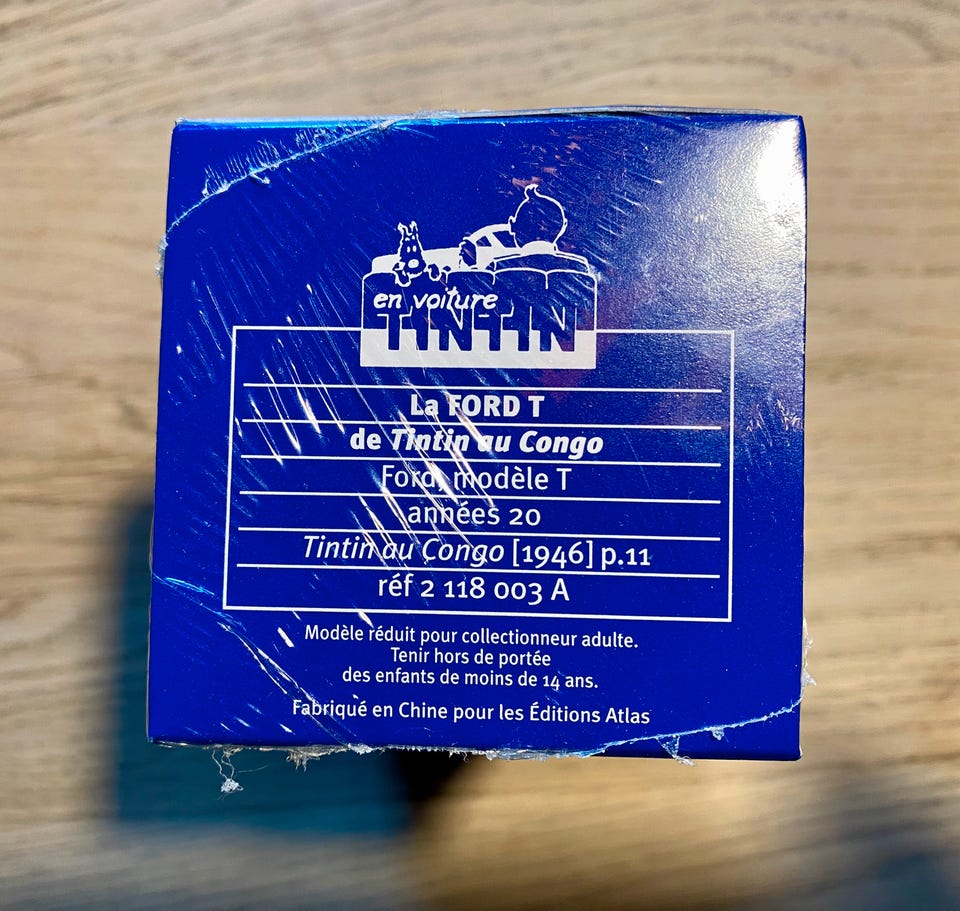 en voiture
TINTIN
La FORD T
de Tintin au Congo
Ford, modèle T
années 20
Tintin au Congo [1946] p.11
réf 2 118 003 A
Modèle réduit pour collectionneur adulte.
Tenir hors de portée
des enfants de moins de 14 ans.
Fabriqué en Chine pour les Éditions Atlas